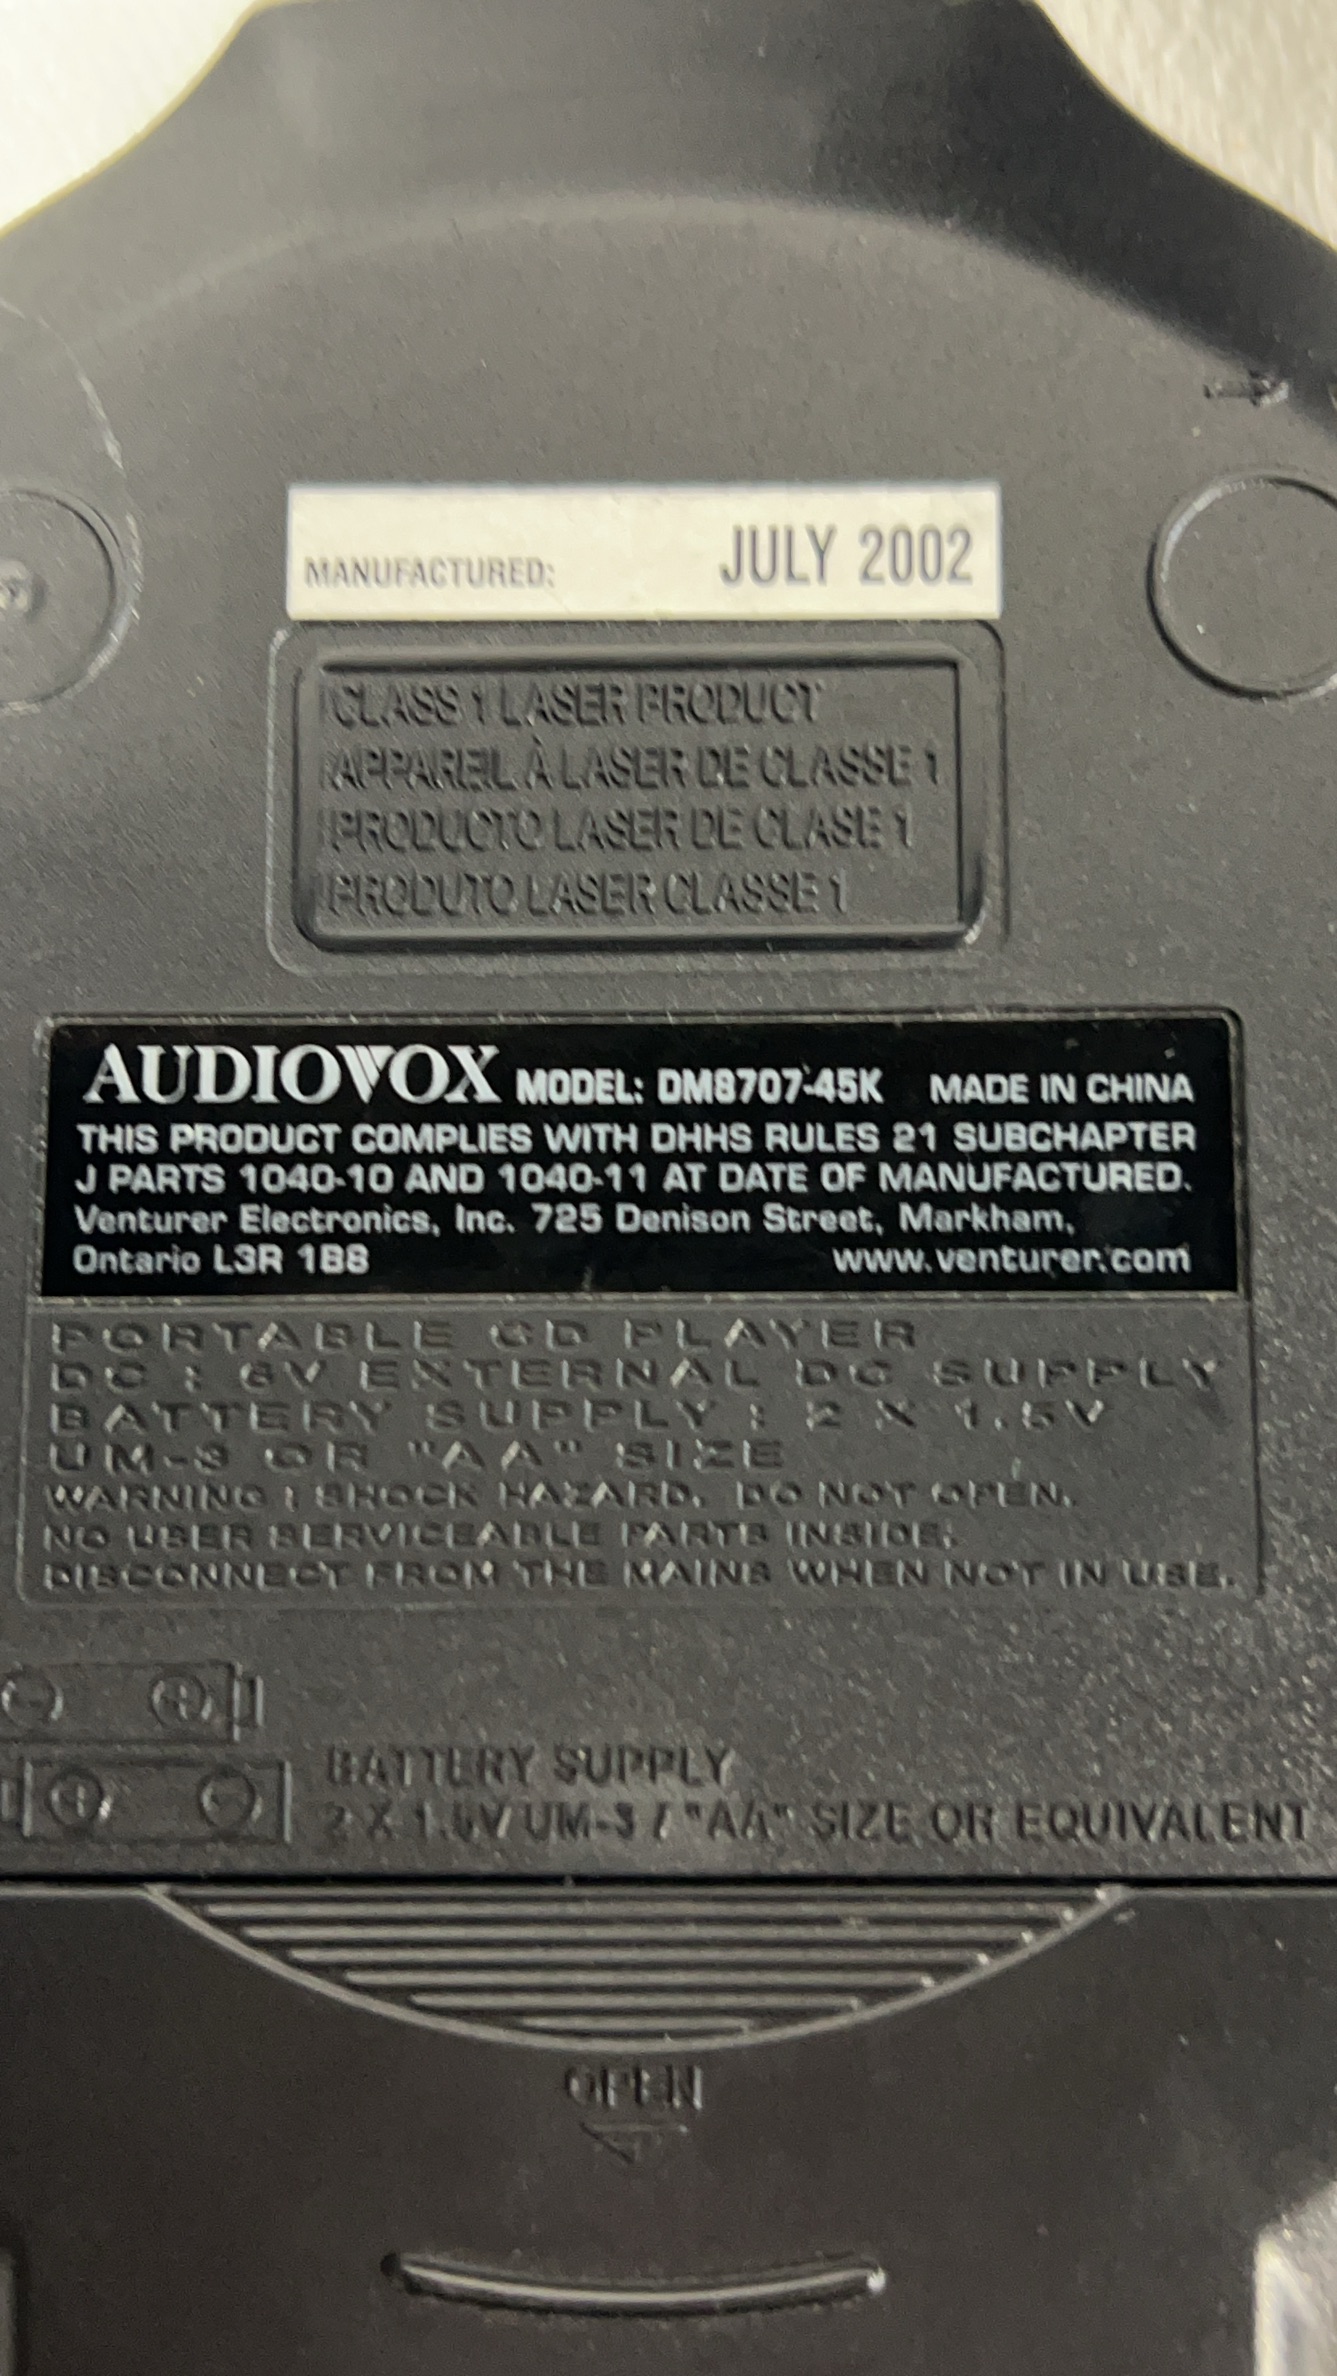 MANUFACTURED: JULY 2002
CLASS 1 LASER PRODUCT
APPAREIL À LASER DE CLASSE 1
PRODUCTO LASER DE CLASE 1
PRODUTO LASER CLASSE 1
AUDIOVOX MODEL: DM8707-45K MADE IN CHINA
THIS PRODUCT COMPLIES WITH DHHS RULES 21 SUBCHAPTER
J PARTS 1040-10 AND 1040-11 AT DATE OF MANUFACTURED.
Venturer Electronics, Inc. 725 Denison Street, Markham,
Ontario L3R 1B8 www.venturer.com
PORTABLE CD PLAYER
DC : 6V EXTERNAL DC SUPPLY
BATTERY SUPPLY : 2 X 1.5V
UM-3 OR "AA" SIZE
WARNING : SHOCK HAZARD. DO NOT OPEN.
NO USER SERVICEABLE PARTS INSIDE.
DISCONNECT FROM THE MAINS WHEN NOT IN USE.
BATTERY SUPPLY
2 X 1.5V UM-3 / "AA" SIZE OR EQUIVALENT
OPEN